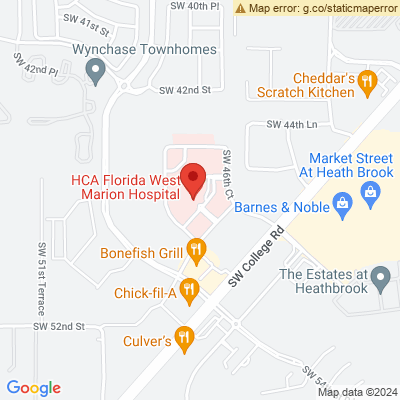 SW 40th Pl
Map error: g.co/staticmaperror
SW 41st St
Wynchase Townhomes
SW 42nd Pl
SW 42nd St
Cheddar's
Scratch Kitchen
SW 44th Ln
SW 46th Ct
Market Street
At Heath Brook
HCA Florida West
Marion Hospital
Barnes & Noble
SW College Rd
Bonefish Grill
SW 51st Terrace
Chick-fil-A
The Estates at
Heathbrook
SW 52nd St
Culver's
SW 54
Google
Map data ©2024